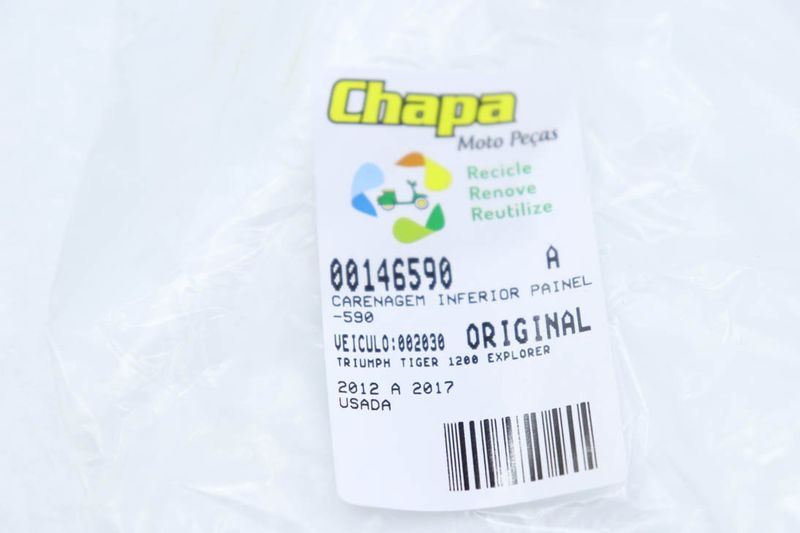 Chapa
Moto Peças
Recicle
Renove
Reutilize
00146590 A
CARENAGEM INFERIOR PAINEL
-590
VEICULO:002030 ORIGINAL
TRIUMPH TIGER 1200 EXPLORER
2012 A 2017
USADA